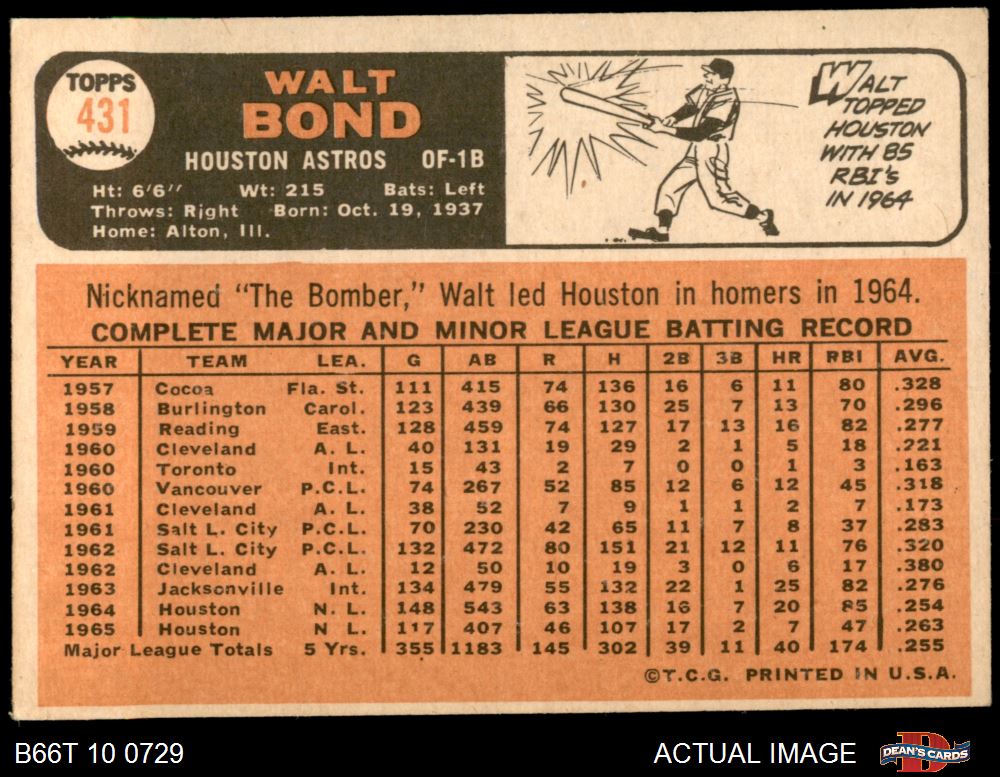 TOPPS
431
WALT
BOND
HOUSTON ASTROS OF-1B
Ht: 6'6" Wt: 215 Bats: Left
Throws: Right Born: Oct. 19, 1937
Home: Alton, Ill.
WALT
TOPPED
HOUSTON
WITH 85
RBI'S
IN 1964
Nicknamed "The Bomber," Walt led Houston in homers in 1964.
COMPLETE MAJOR AND MINOR LEAGUE BATTING RECORD
YEAR TEAM LEA. G AB R H 2B 3B HR RBI AVG.
1957 Cocoa Fla. St. 111 415 74 136 16 6 11 80 .328
1958 Burlington Carol. 123 439 66 130 25 7 13 70 .296
1959 Reading East. 128 459 74 127 17 13 16 82 .277
1960 Cleveland A. L. 40 131 19 29 2 1 5 18 .221
1960 Toronto Int. 15 43 2 7 0 0 1 3 .163
1960 Vancouver P.C.L. 74 267 52 85 12 6 12 45 .318
1961 Cleveland A. L. 38 52 7 9 1 1 2 7 .173
1961 Salt L. City P.C.L. 70 230 42 65 11 7 8 37 .283
1962 Salt L. City P.C.L. 132 472 80 151 21 12 11 76 .320
1962 Cleveland A. L. 12 50 10 19 3 0 6 17 .380
1963 Jacksonville Int. 134 479 55 132 22 1 25 82 .276
1964 Houston N. L. 148 543 63 138 16 7 20 85 .254
1965 Houston N L. 117 407 46 107 17 2 7 47 .263
Major League Totals 5 Yrs. 355 1183 145 302 39 11 40 174 .255
©T.C.G. PRINTED IN U.S.A.
B66T 10 0729 ACTUAL IMAGE
D
DEAN'S CARDS